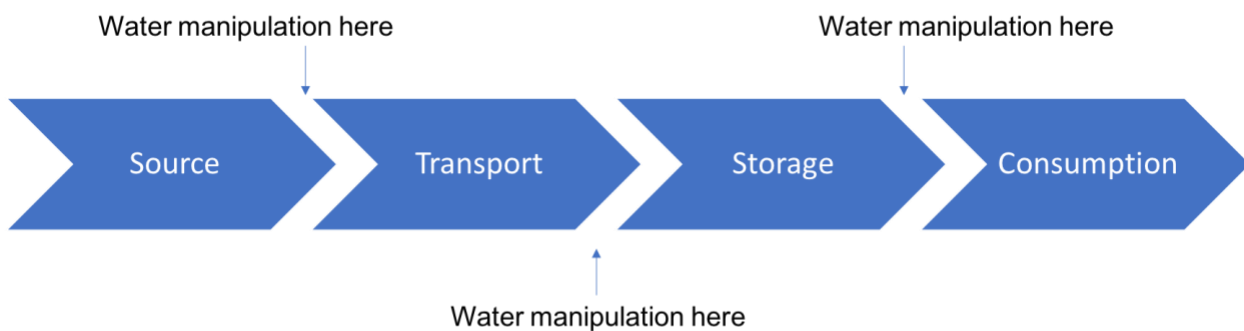 Water manipulation here
Water manipulation here
Source
Transport
Storage
Consumption
Water manipulation here